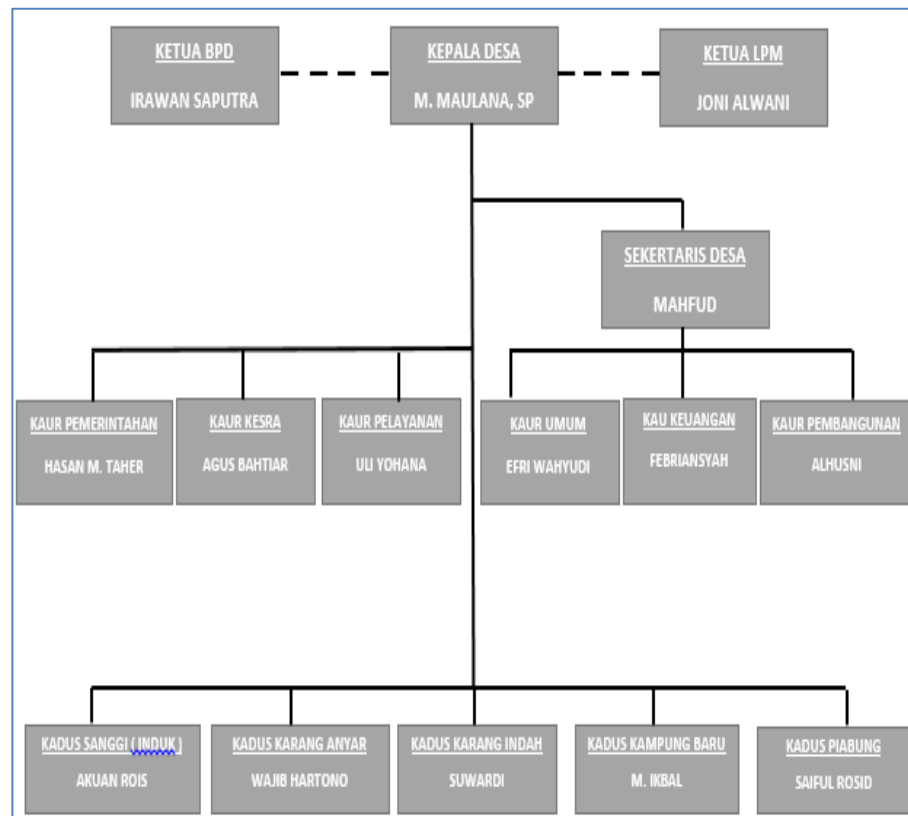 KETUA BPD
IRAWAN SAPUTRA
KEPALA DESA
M. MAULANA, SP
KETUA LPM
JONI ALWANI
SEKERTARIS DESA
MAHFUD
KAUR PEMERINTAHAN
HASAN M. TAHER
KAUR KESRA
AGUS BAHTIAR
KAUR PELAYANAN
ULI YOHANA
KAUR UMUM
EFRI WAHYUDI
KAU KEUANGAN
FEBRIANSYAH
KAUR PEMBANGUNAN
ALHUSNI
KADUS SANGGI ( INDUK )
AKUAN ROIS
KADUS KARANG ANYAR
WAJIB HARTONO
KADUS KARANG INDAH
SUWARDI
KADUS KAMPUNG BARU
M. IKBAL
KADUS PIABUNG
SAIFUL ROSID